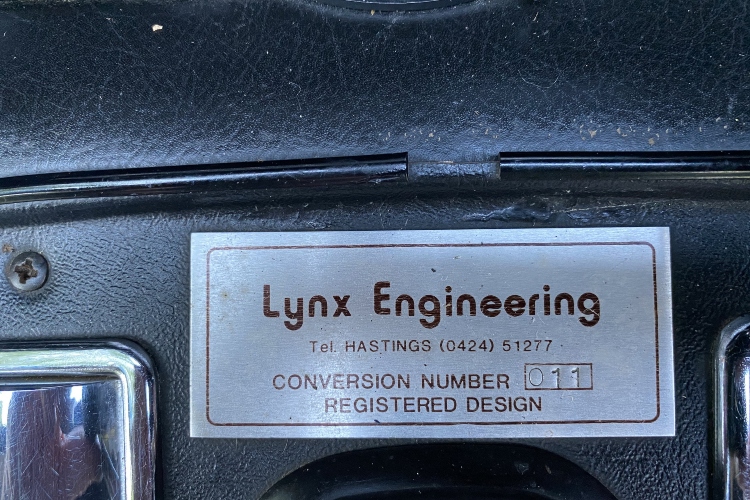 Lynx Engineering
Tel. HASTINGS (0424) 51277
CONVERSION NUMBER 011
REGISTERED DESIGN